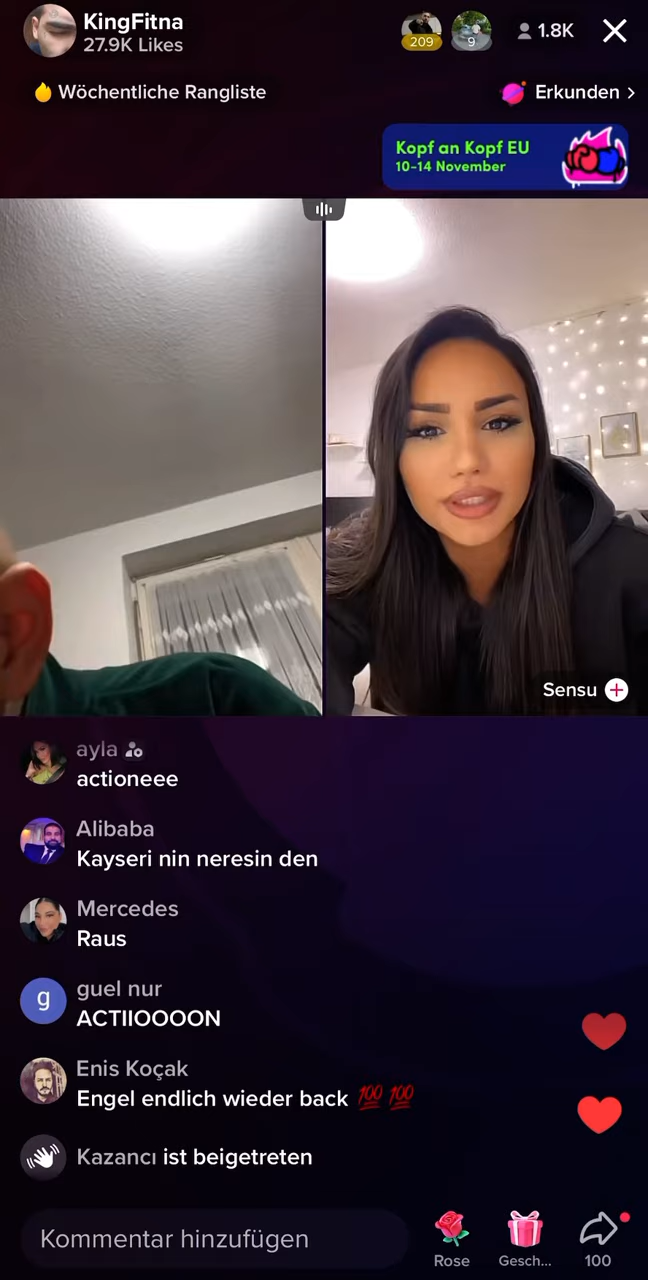 KingFitna
27.9K Likes
209
9
1.8K
Wöchentliche Rangliste
Erkunden >
Kopf an Kopf EU
10-14 November
Sensu
ayla
actioneee
Alibaba
Kayseri nin neresin den
Mercedes
Raus
g
guel nur
ACTIIOOOON
Enis Koçak
Engel endlich wieder back 💯 💯
Kazancı ist beigetreten
Kommentar hinzufügen
Rose
Gesch...
100